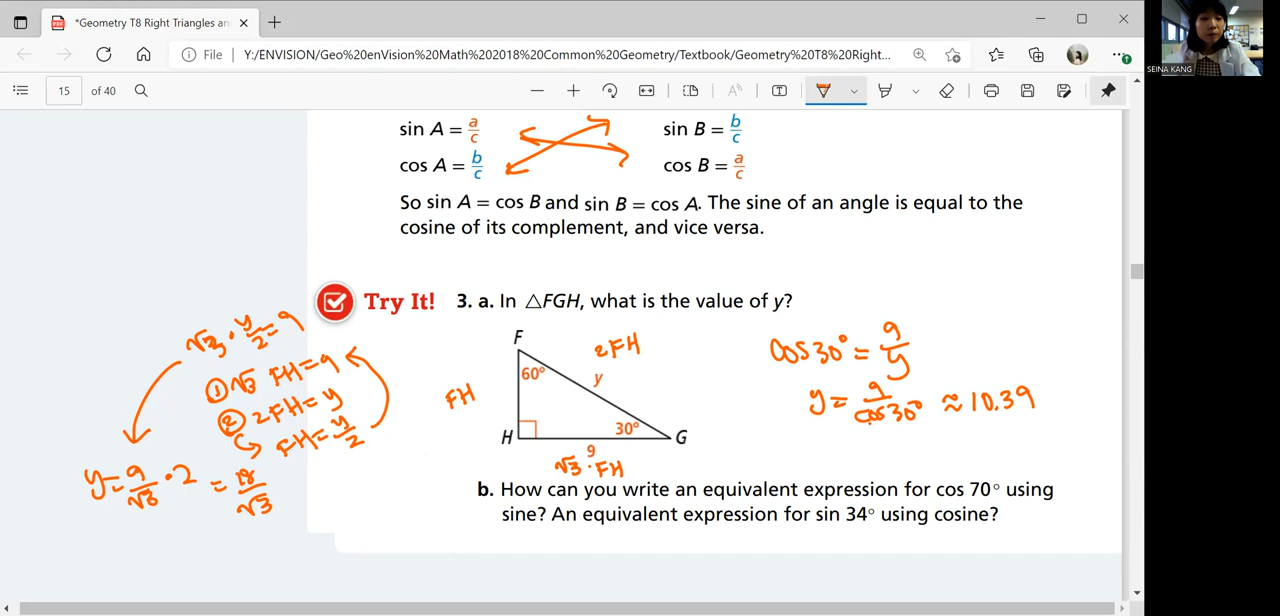 *Geometry T8 Right Triangles an
File
Y:/ENVISION/Geo%20enVision%20Math%202018%20Common%20Geometry/Textbook/Geometry%20T8%20Right...
SEINA KANG
15 of 40
sin A = a/c
sin B = b/c
cos A = b/c
cos B = a/c
So sin A = cos B and sin B = cos A. The sine of an angle is equal to the
cosine of its complement, and vice versa.
Try It! 3. a. In △FGH, what is the value of y?
F
60°
y
H
30°
G
9
FH
2FH
√3 · FH
√3 · y/2 = 9
① √3 FH = 9
② 2FH = y
FH = y/2
y = 9/√3 · 2 = 18/√3
cos 30° = 9/y
y = 9/cos30° ≈ 10.39
b. How can you write an equivalent expression for cos 70° using
sine? An equivalent expression for sin 34° using cosine?